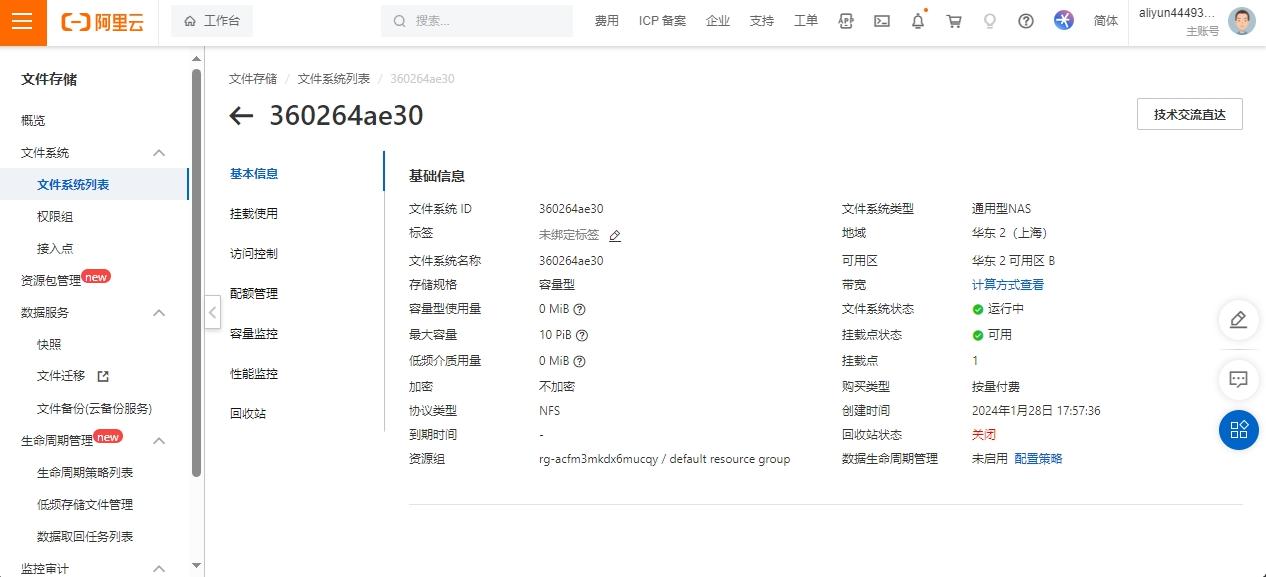 阿里云
工作台
搜索...
费用
ICP 备案
企业
支持
工单
简体
aliyun44493...
主账号
文件存储
概览
文件系统
文件系统列表
权限组
接入点
资源包管理 new
数据服务
快照
文件迁移
文件备份(云备份服务)
生命周期管理 new
生命周期策略列表
低频存储文件管理
数据取回任务列表
监控审计
文件存储 / 文件系统列表 / 360264ae30
360264ae30
技术交流直达
基本信息
挂载使用
访问控制
配额管理
容量监控
性能监控
回收站
基础信息
文件系统 ID 360264ae30 文件系统类型 通用型NAS
标签 未绑定标签 地域 华东 2（上海）
文件系统名称 360264ae30 可用区 华东 2 可用区 B
存储规格 容量型 带宽 计算方式查看
容量型使用量 0 MiB 文件系统状态 运行中
最大容量 10 PiB 挂载点状态 可用
低频介质用量 0 MiB 挂载点 1
加密 不加密 购买类型 按量付费
协议类型 NFS 创建时间 2024年1月28日 17:57:36
到期时间 - 回收站状态 关闭
资源组 rg-acfm3mkdx6mucqy / default resource group 数据生命周期管理 未启用 配置策略